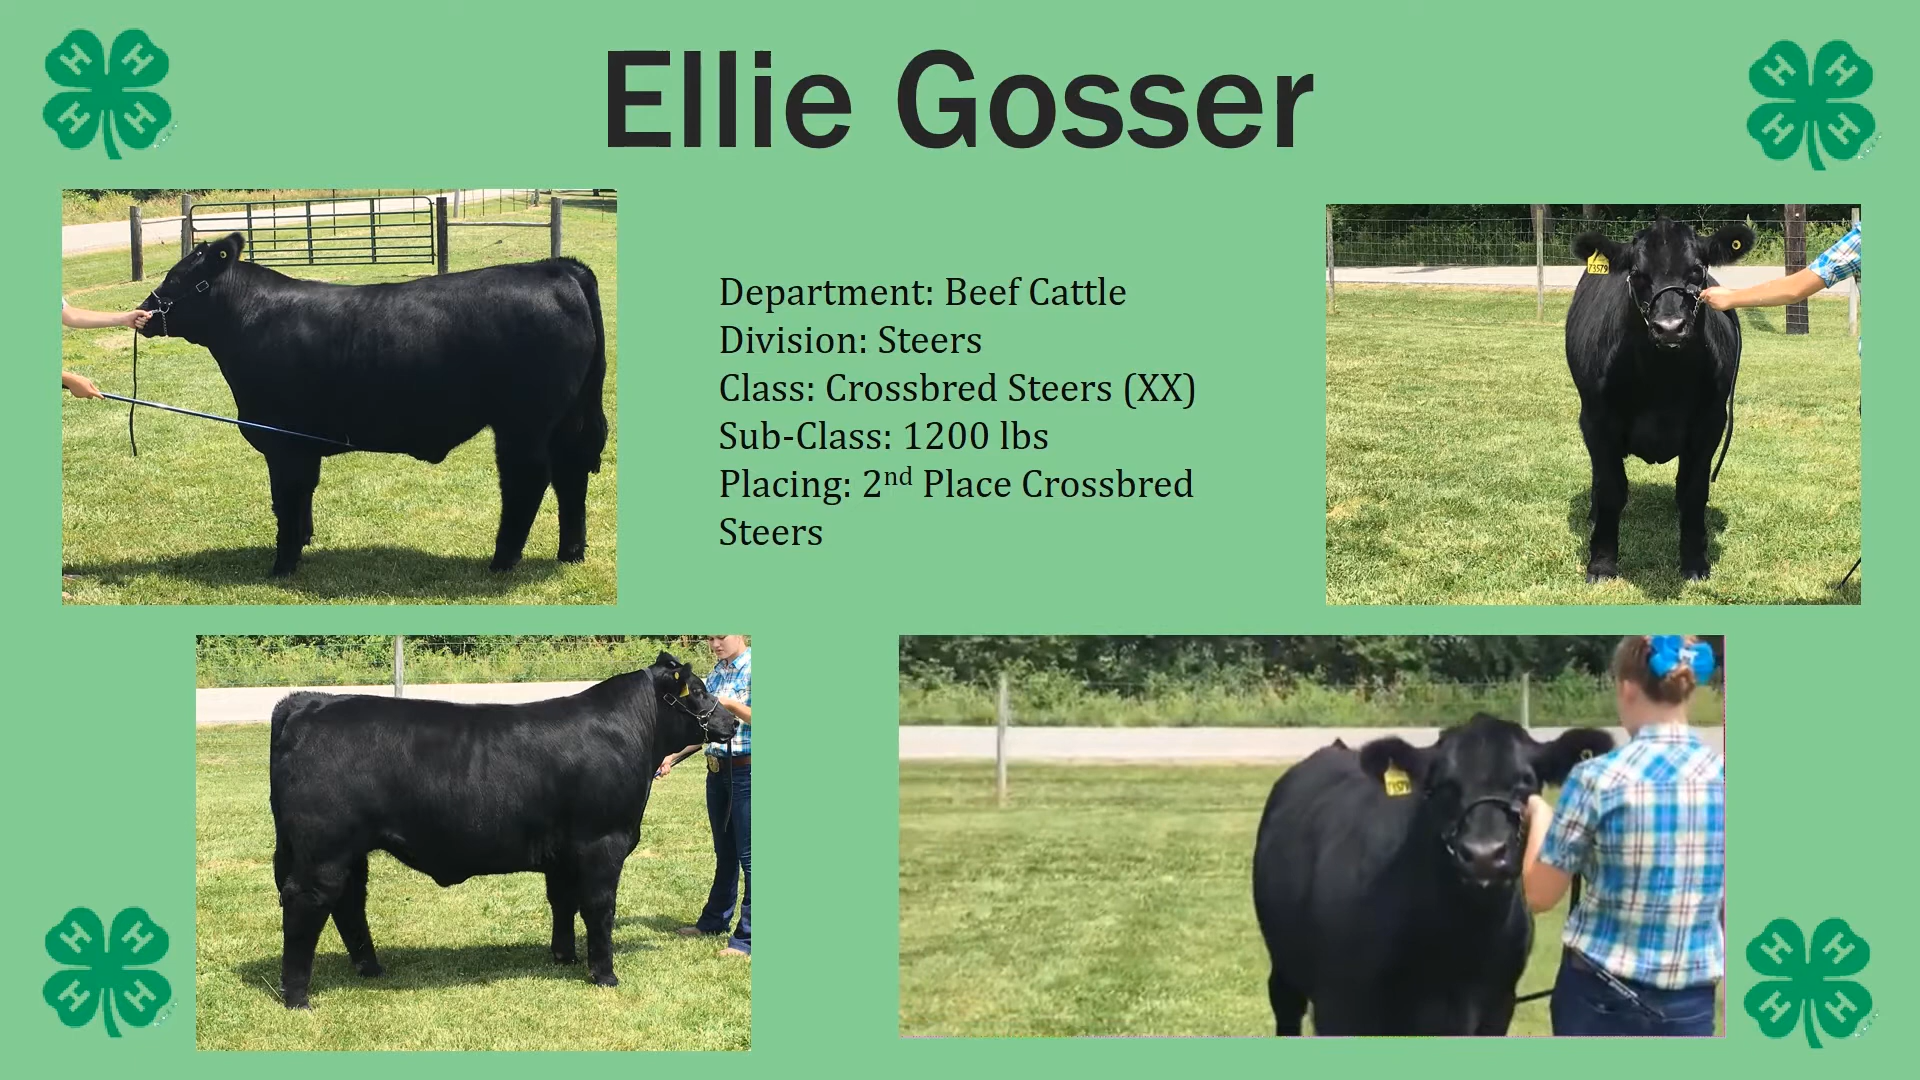 Ellie Gosser
Department: Beef Cattle
Division: Steers
Class: Crossbred Steers (XX)
Sub-Class: 1200 lbs
Placing: 2nd Place Crossbred
Steers
H H
H H
H H
H H
73579
H H
H H
H H
H H